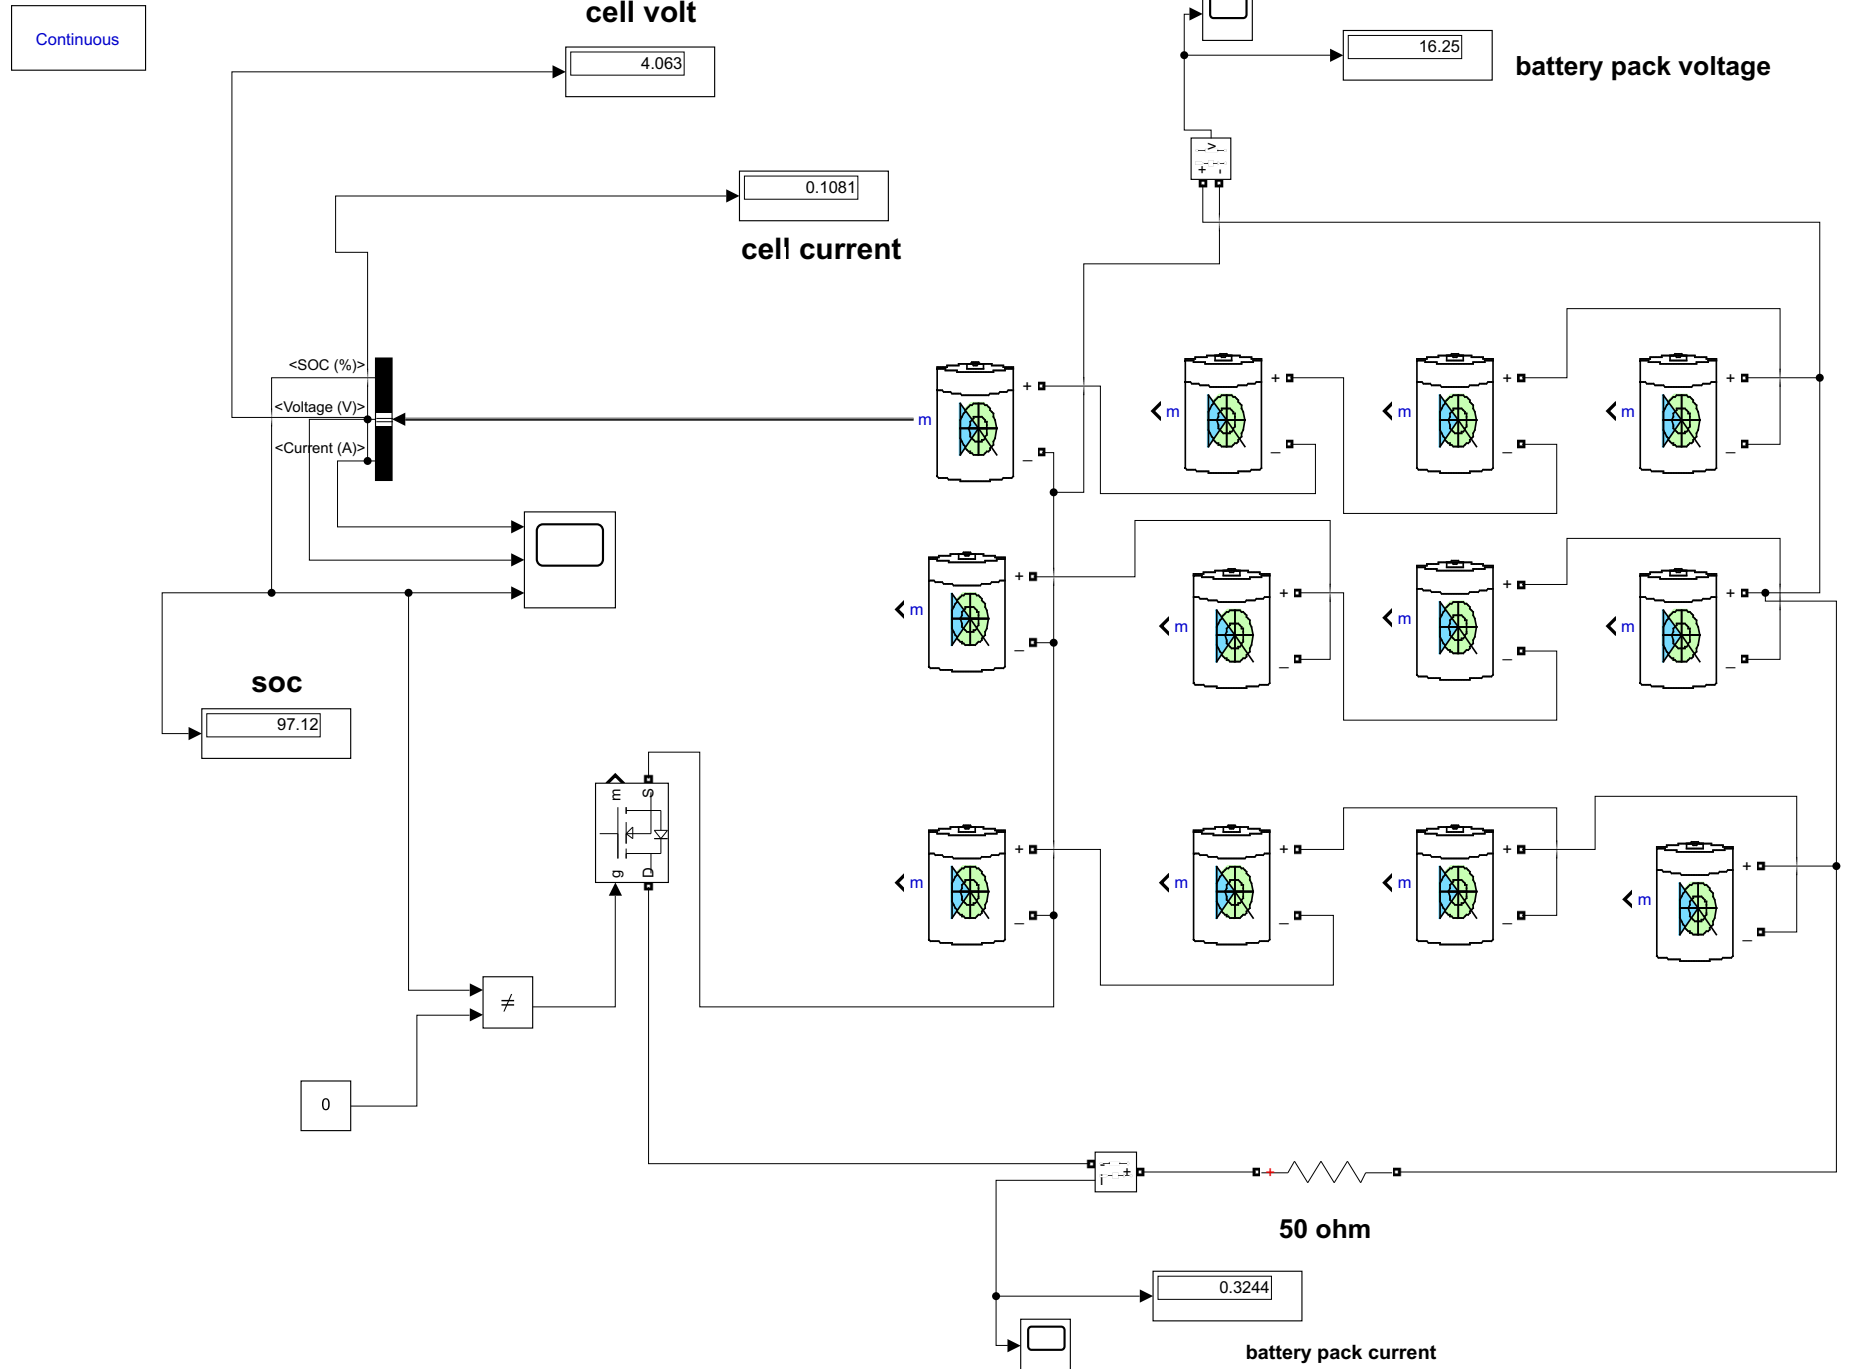 cell volt
Continuous
4.063
16.25
battery pack voltage
_>_
+ -
0.1081
cell current
<SOC (%)>
<Voltage (V)>
<Current (A)>
m
+
_
m
+
_
m
+
_
m
+
_
m
+
_
m
+
_
m
+
_
m
+
_
soc
97.12
m S
g D
m
+
_
m
+
_
m
+
_
m
+
_
≠
0
- +
i
+
50 ohm
0.3244
battery pack current